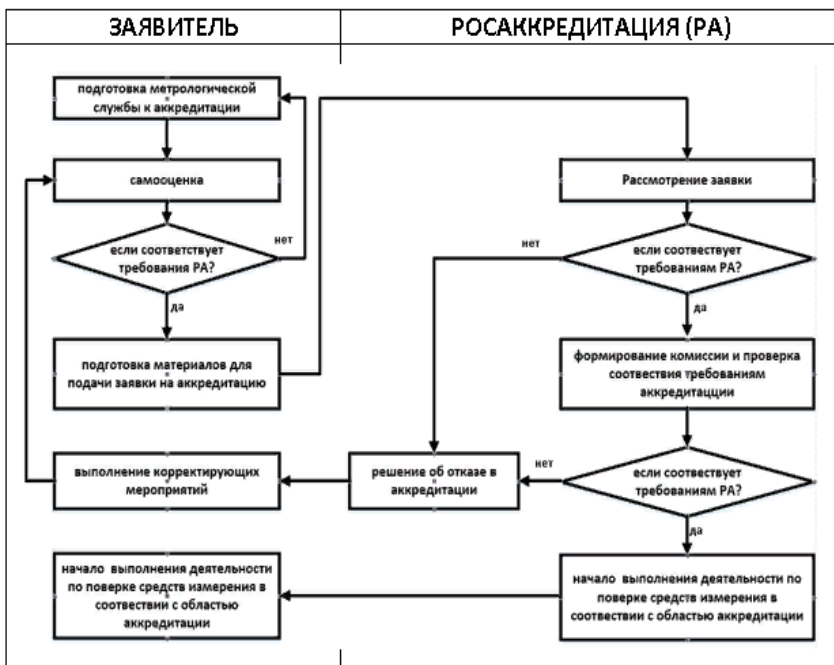 ЗАЯВИТЕЛЬ
РОСАККРЕДИТАЦИЯ (РА)
подготовка метрологической
службы к аккредитации
самооценка
если соответствует
требования РА?
нет
да
подготовка материалов для
подачи заявки на аккредитацию
выполнение корректирующих
мероприятий
начало выполнения деятельности
по поверке средств измерения в
соотвествии с областью
аккредитации
Рассмотрение заявки
если соотвествует
требованиям РА?
нет
да
формирование комиссии и проверка
соотвествия требованиям
аккредитацции
если соотвествует
требованиям РА?
нет
да
решение об отказе в
аккредитации
начало выполнения деятельности по
поверке средств измерения в
соотвествии с областью аккредитации